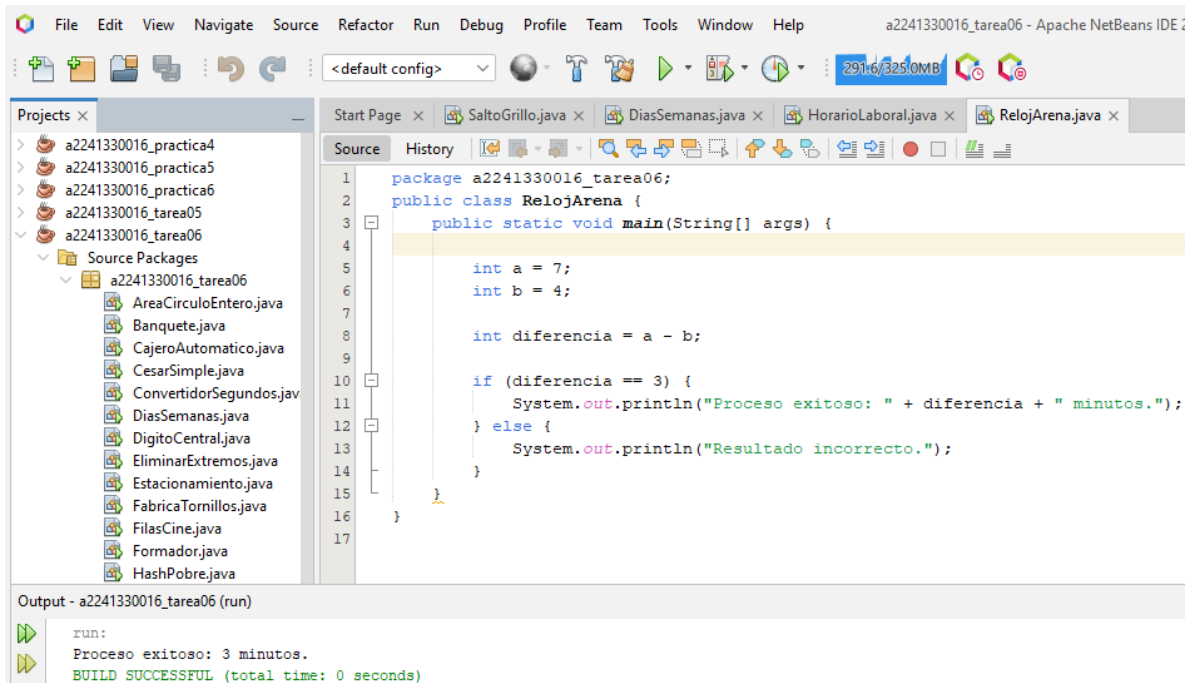 File Edit View Navigate Source Refactor Run Debug Profile Team Tools Window Help a2241330016_tarea06 - Apache NetBeans IDE 2
<default config> 291.6/325.0MB
Projects
a2241330016_practica4
a2241330016_practica5
a2241330016_practica6
a2241330016_tarea05
a2241330016_tarea06
Source Packages
a2241330016_tarea06
AreaCirculoEntero.java
Banquete.java
CajeroAutomatico.java
CesarSimple.java
ConvertidorSegundos.jav
DiasSemanas.java
DigitoCentral.java
EliminarExtremos.java
Estacionamiento.java
FabricaTornillos.java
FilasCine.java
Formador.java
HashPobre.java
Start Page SaltoGrillo.java DiasSemanas.java HorarioLaboral.java RelojArena.java
Source History
1 package a2241330016_tarea06;
2 public class RelojArena {
3 public static void main(String[] args) {
4
5 int a = 7;
6 int b = 4;
7
8 int diferencia = a - b;
9
10 if (diferencia == 3) {
11 System.out.println("Proceso exitoso: " + diferencia + " minutos.");
12 } else {
13 System.out.println("Resultado incorrecto.");
14 }
15 }
16 }
17
Output - a2241330016_tarea06 (run)
run:
Proceso exitoso: 3 minutos.
BUILD SUCCESSFUL (total time: 0 seconds)